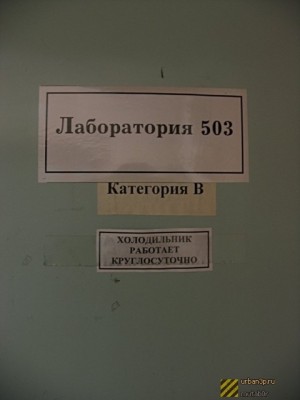 Лаборатория 503
Категория В
ХОЛОДИЛЬНИК
РАБОТАЕТ
КРУГЛОСУТОЧНО
urban3p.ru